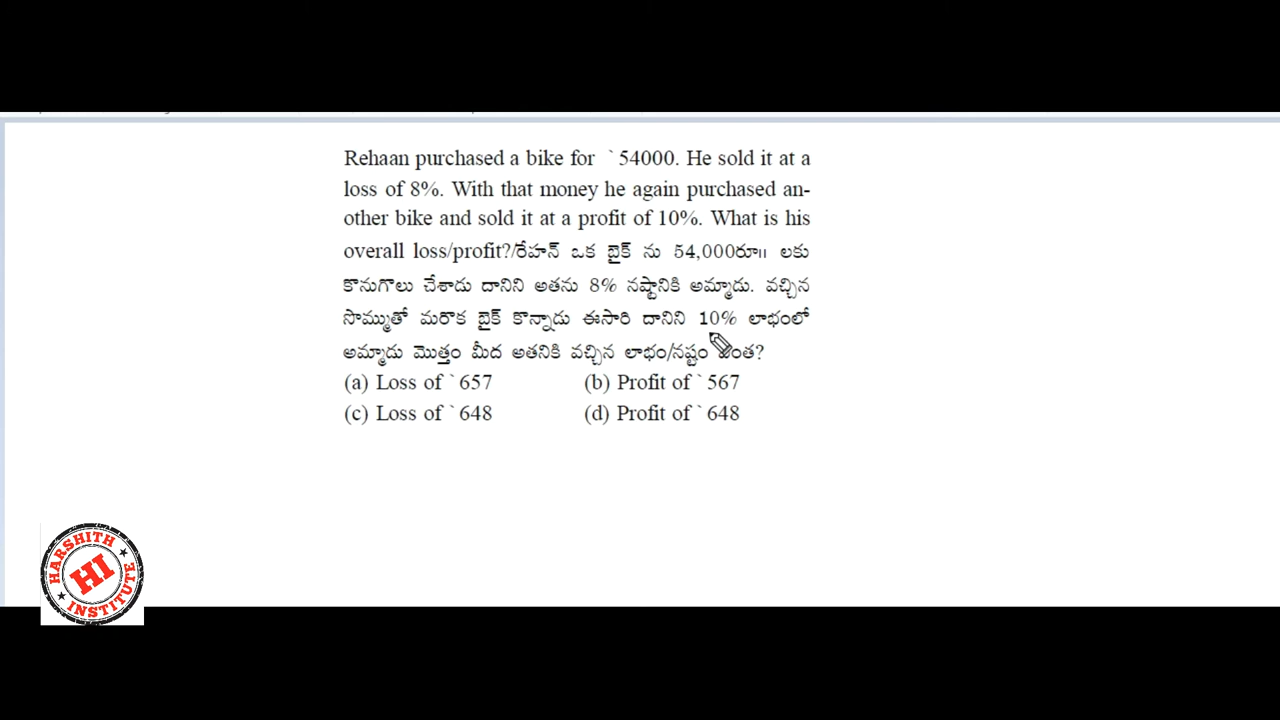 Rehaan purchased a bike for `54000. He sold it at a
loss of 8%. With that money he again purchased an-
other bike and sold it at a profit of 10%. What is his
overall loss/profit?/రేహన్ ఒక బైక్ ను 54,000రూ॥ లకు
కొనుగొలు చేశాడు దానిని అతను 8% నష్టానికి అమ్మాడు. వచ్చిన
సొమ్ముతో మరొక బైక్ కొన్నాడు ఈసారి దానిని 10% లాభంలో
అమ్మాడు మొత్తం మీద అతనికి వచ్చిన లాభం/నష్టం ఎంత?
(a) Loss of `657 (b) Profit of `567
(c) Loss of `648 (d) Profit of `648
HARSHITH
HI
INSTITUTE